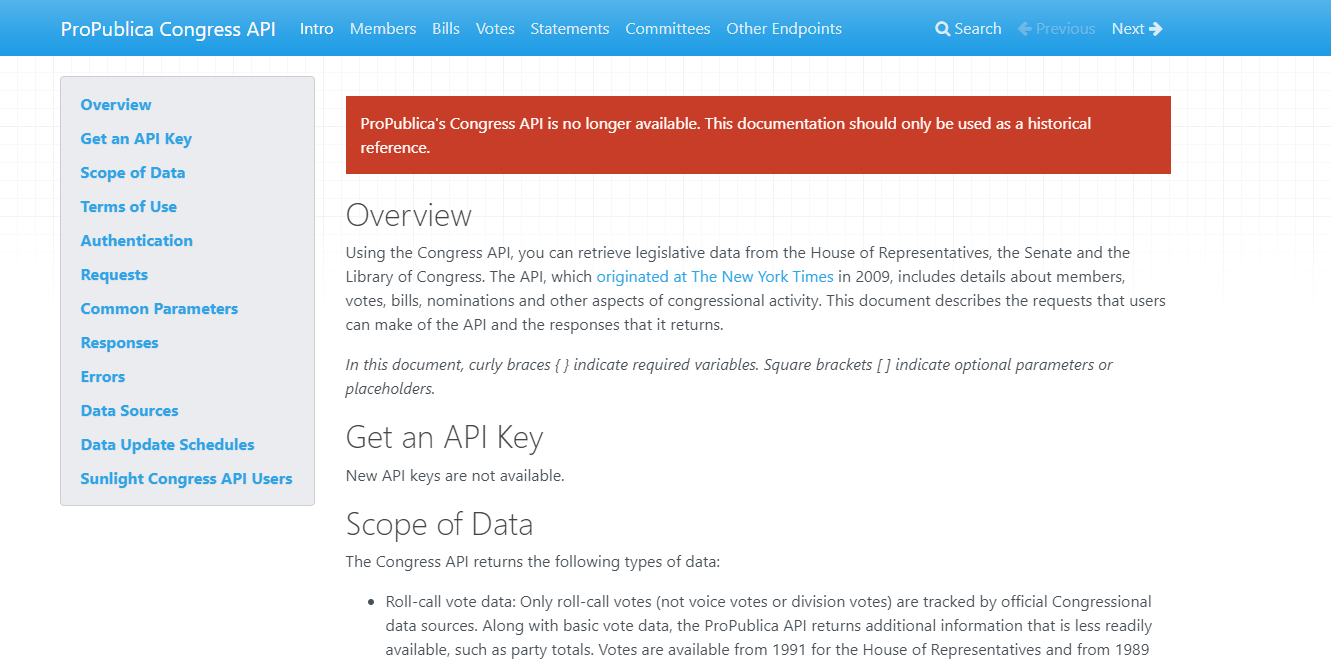 ProPublica Congress API Intro Members Bills Votes Statements Committees Other Endpoints Search Previous Next
Overview
Get an API Key
Scope of Data
Terms of Use
Authentication
Requests
Common Parameters
Responses
Errors
Data Sources
Data Update Schedules
Sunlight Congress API Users
ProPublica's Congress API is no longer available. This documentation should only be used as a historical
reference.
Overview
Using the Congress API, you can retrieve legislative data from the House of Representatives, the Senate and the
Library of Congress. The API, which originated at The New York Times in 2009, includes details about members,
votes, bills, nominations and other aspects of congressional activity. This document describes the requests that users
can make of the API and the responses that it returns.
In this document, curly braces { } indicate required variables. Square brackets [ ] indicate optional parameters or
placeholders.
Get an API Key
New API keys are not available.
Scope of Data
The Congress API returns the following types of data:
• Roll-call vote data: Only roll-call votes (not voice votes or division votes) are tracked by official Congressional
data sources. Along with basic vote data, the ProPublica API returns additional information that is less readily
available, such as party totals. Votes are available from 1991 for the House of Representatives and from 1989